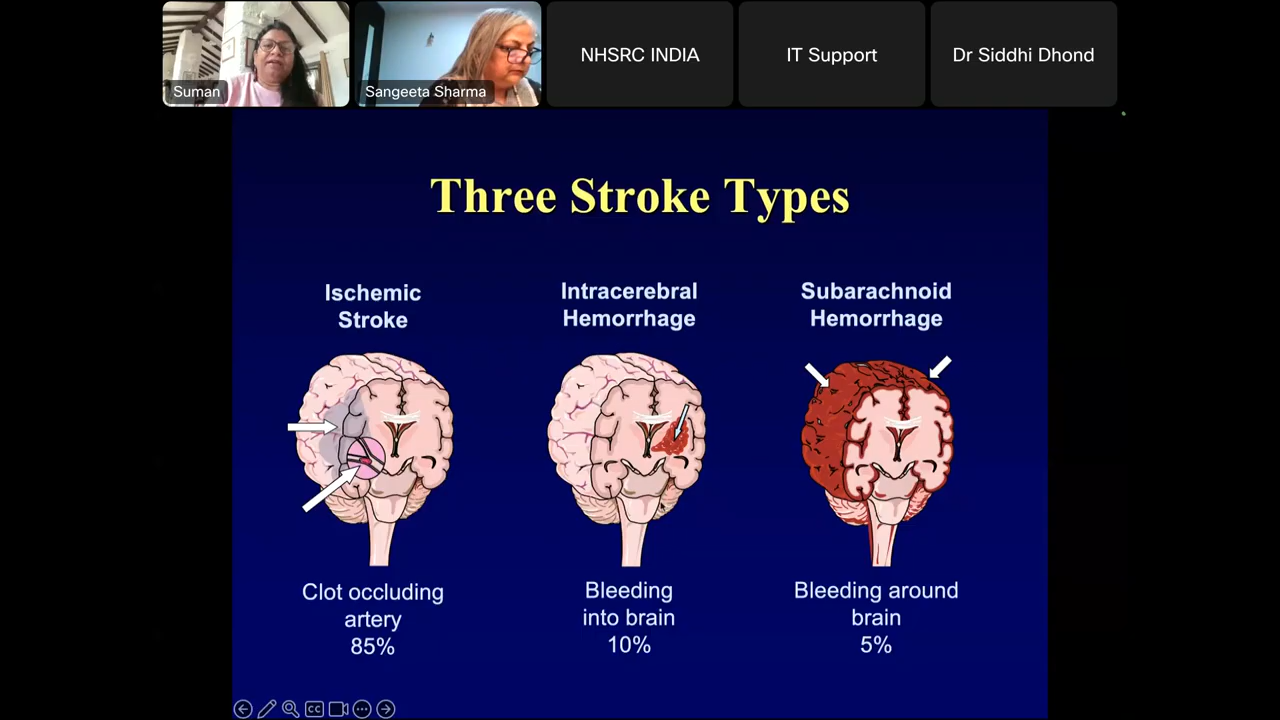 Suman
Sangeeta Sharma
NHSRC INDIA
IT Support
Dr Siddhi Dhond
Three Stroke Types
Ischemic
Stroke
Intracerebral
Hemorrhage
Subarachnoid
Hemorrhage
Clot occluding
artery
85%
Bleeding
into brain
10%
Bleeding around
brain
5%
CC